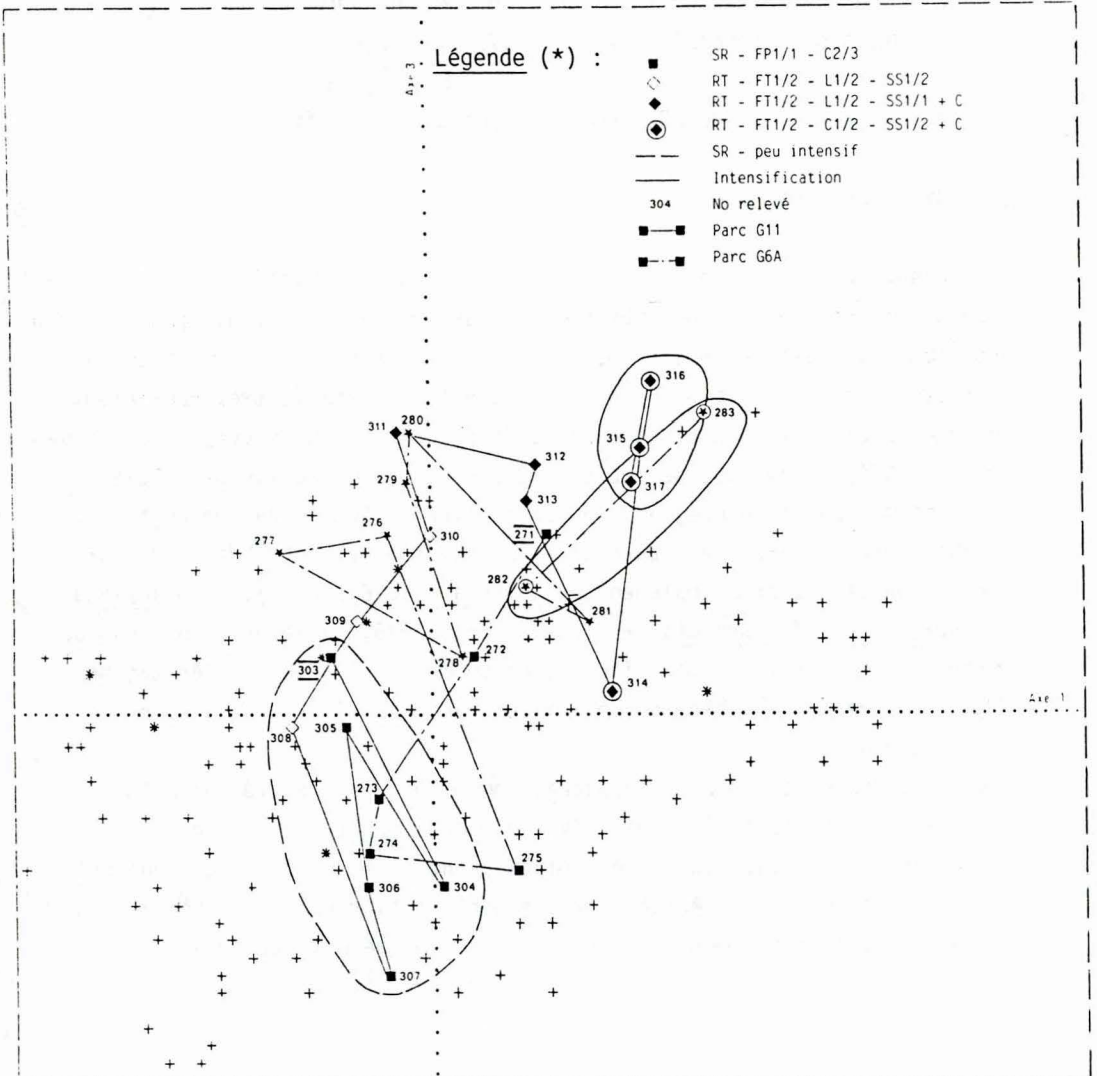 Légende (*) :
SR - FP1/1 - C2/3
RT - FT1/2 - L1/2 - SS1/2
RT - FT1/2 - L1/2 - SS1/1 + C
RT - FT1/2 - C1/2 - SS1/2 + C
SR - peu intensif
Intensification
304 No relevé
Parc G11
Parc G6A
Axe 3
316
283
311
280
315
312
279
317
313
276
271
310
277
282
281
309
278
272
303
314
Axe 1
308
305
273
274
275
306
304
307